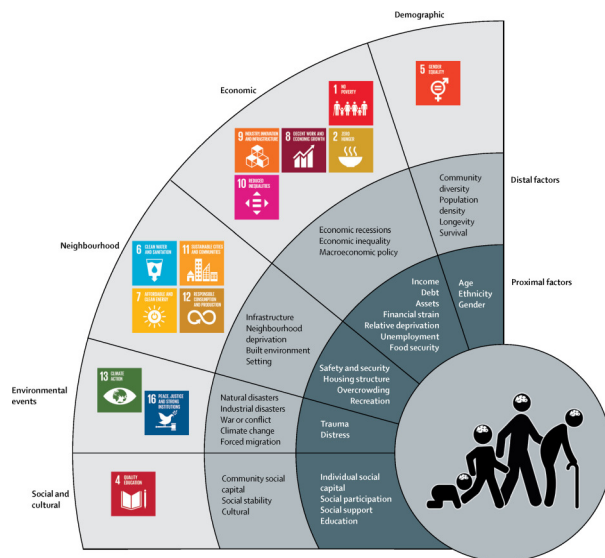 Demographic
5 GENDER
EQUALITY
Economic
1 NO
POVERTY
9 INDUSTRY, INNOVATION
AND INFRASTRUCTURE
8 DECENT WORK AND
ECONOMIC GROWTH
2 ZERO
HUNGER
10 REDUCED
INEQUALITIES
Distal factors
Community
diversity
Population
density
Longevity
Survival
Economic recessions
Economic inequality
Macroeconomic policy
Neighbourhood
6 CLEAN WATER
AND SANITATION
11 SUSTAINABLE CITIES
AND COMMUNITIES
7 AFFORDABLE AND
CLEAN ENERGY
12 RESPONSIBLE
CONSUMPTION
AND PRODUCTION
Proximal factors
Age
Ethnicity
Gender
Income
Debt
Assets
Financial strain
Relative deprivation
Unemployment
Food security
Infrastructure
Neighbourhood
deprivation
Built environment
Setting
Safety and security
Housing structure
Overcrowding
Recreation
Environmental
events
13 CLIMATE
ACTION
16 PEACE, JUSTICE
AND STRONG
INSTITUTIONS
Natural disasters
Industrial disasters
War or conflict
Climate change
Forced migration
Trauma
Distress
Social and
cultural
4 QUALITY
EDUCATION
Community social
capital
Social stability
Cultural
Individual social
capital
Social participation
Social support
Education